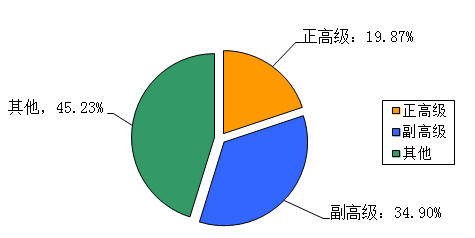 正高级：19.87%
其他，45.23%
正高级
副高级
其他
副高级：34.90%